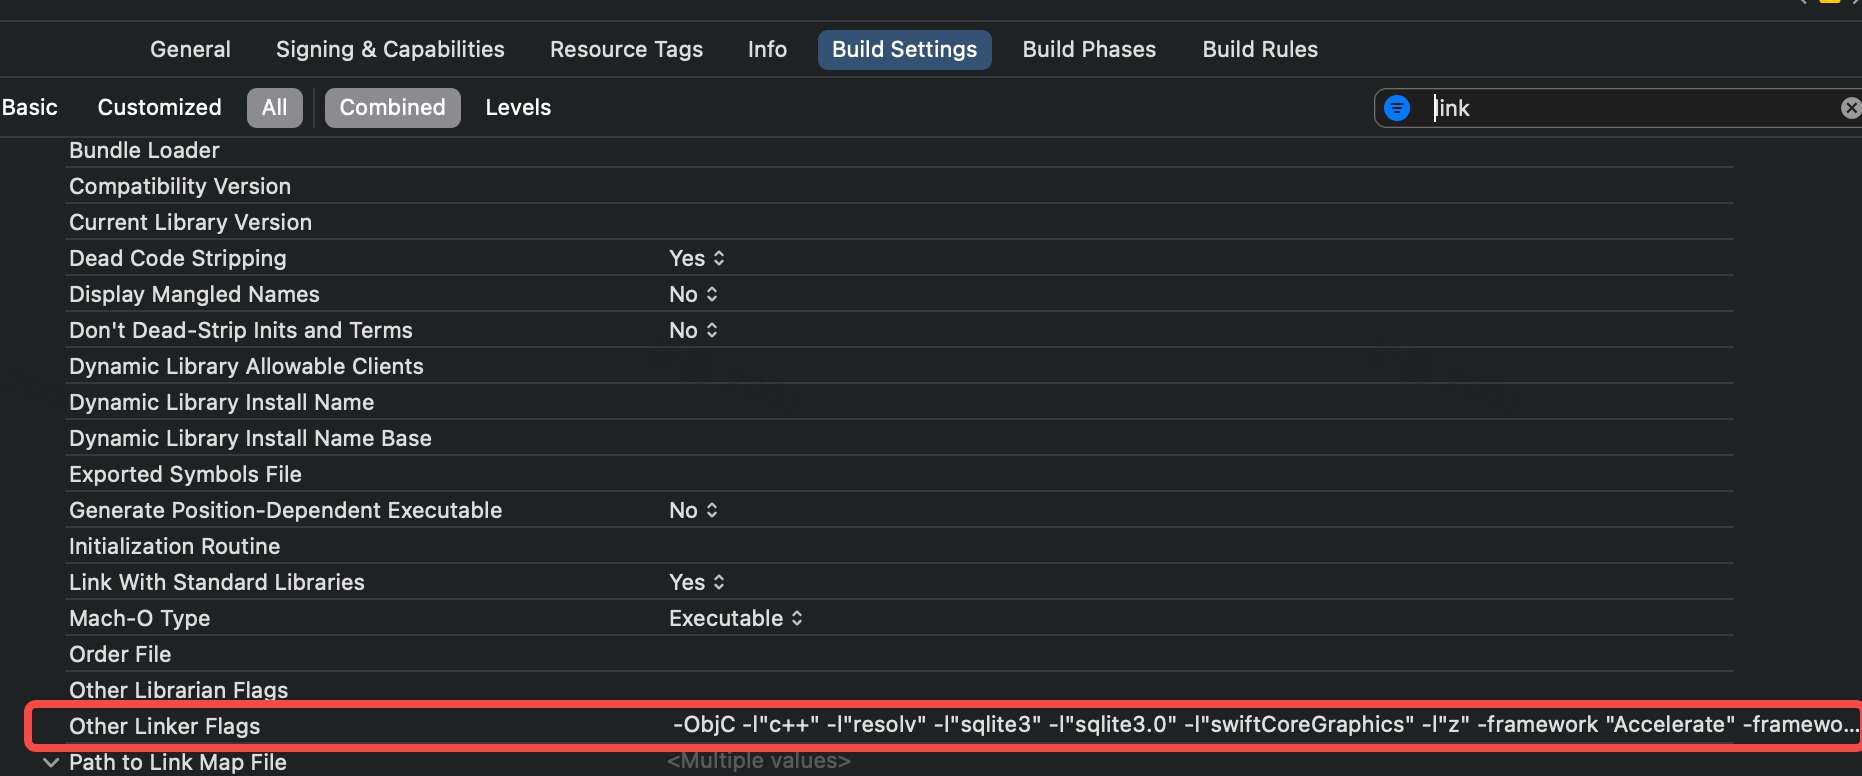 General Signing & Capabilities Resource Tags Info Build Settings Build Phases Build Rules
Basic Customized All Combined Levels link
Bundle Loader
Compatibility Version
Current Library Version
Dead Code Stripping Yes
Display Mangled Names No
Don't Dead-Strip Inits and Terms No
Dynamic Library Allowable Clients
Dynamic Library Install Name
Dynamic Library Install Name Base
Exported Symbols File
Generate Position-Dependent Executable No
Initialization Routine
Link With Standard Libraries Yes
Mach-O Type Executable
Order File
Other Librarian Flags
Other Linker Flags -ObjC -l"c++" -l"resolv" -l"sqlite3" -l"sqlite3.0" -l"swiftCoreGraphics" -l"z" -framework "Accelerate" -framewo...
Path to Link Map File <Multiple values>